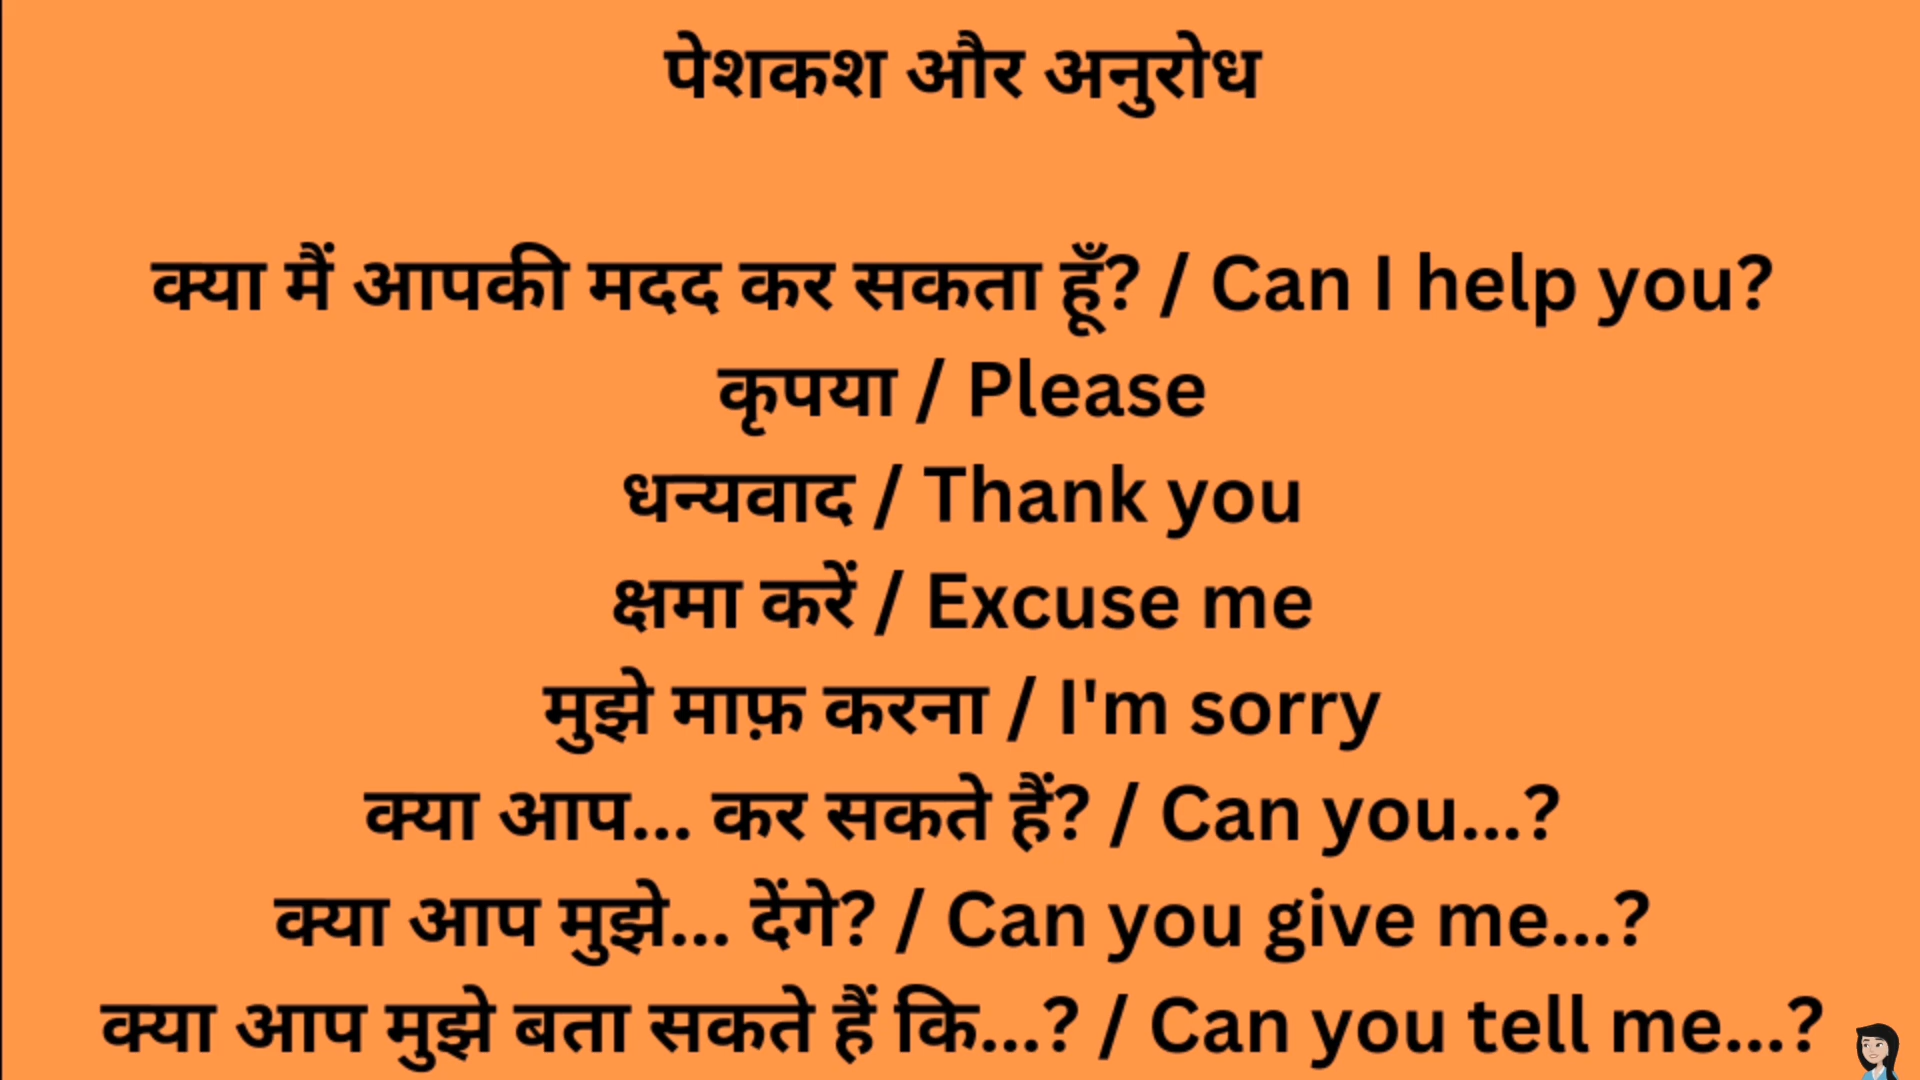 पेशकश और अनुरोध
क्या मैं आपकी मदद कर सकता हूँ? / Can I help you?
कृपया / Please
धन्यवाद / Thank you
क्षमा करें / Excuse me
मुझे माफ़ करना / I'm sorry
क्या आप... कर सकते हैं? / Can you...?
क्या आप मुझे... देंगे? / Can you give me...?
क्या आप मुझे बता सकते हैं कि...? / Can you tell me...?